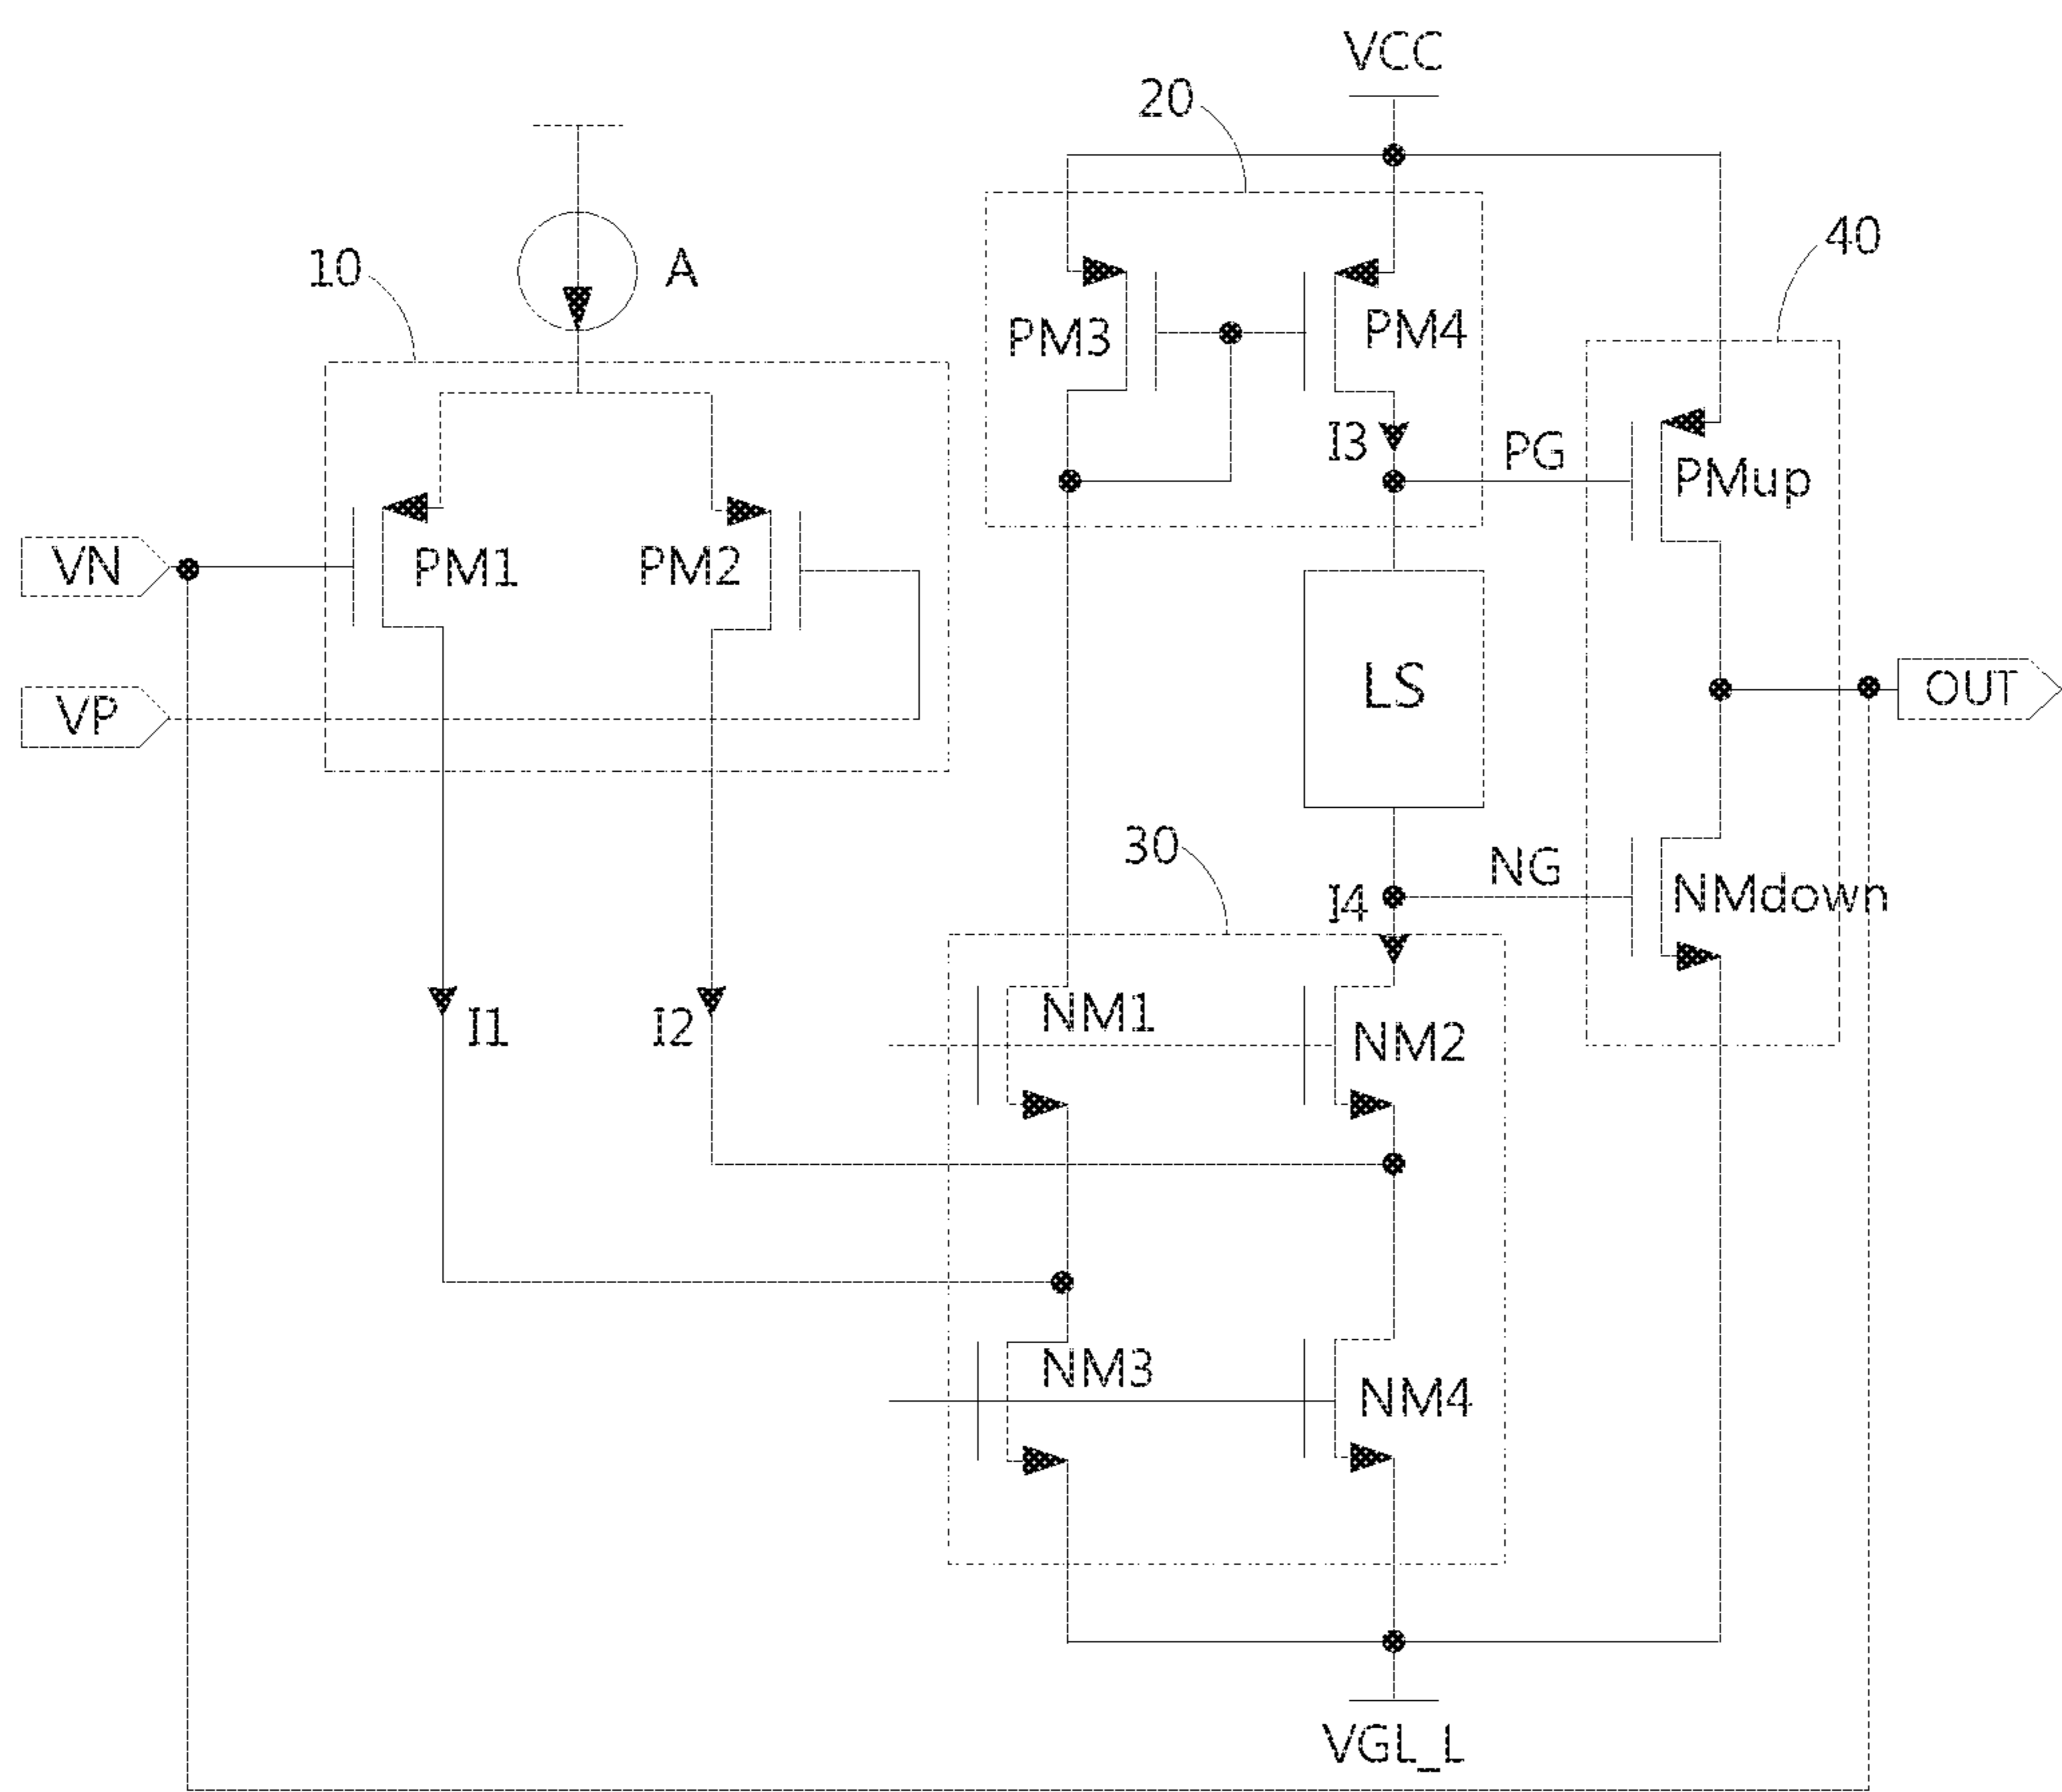 VCC
20
40
10
A
PM3
PM4
I3
PG
PMup
VN
PM1
PM2
VP
LS
OUT
30
NG
I4
NMdown
I1
I2
NM1
NM2
NM3
NM4
VGL_L